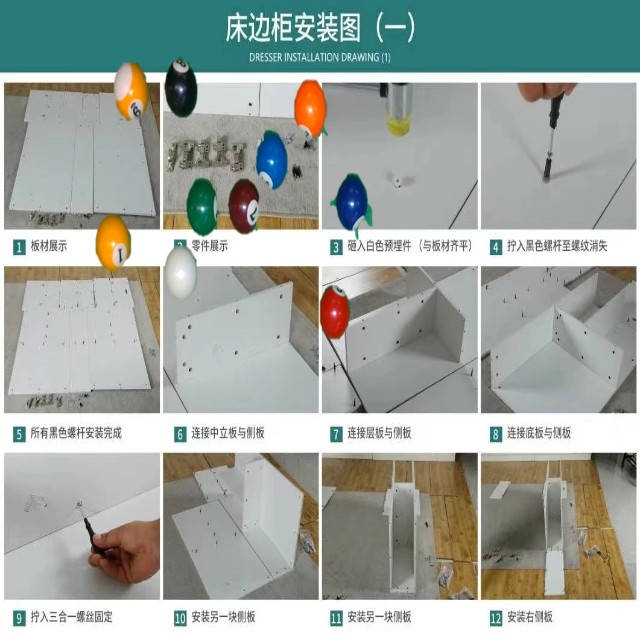 床边柜安装图（一）
DRESSER INSTALLATION DRAWING (1)
1 板材展示
2 零件展示
3 砸入白色预埋件（与板材齐平）
4 拧入黑色螺杆至螺纹消失
5 所有黑色螺杆安装完成
6 连接中立板与侧板
7 连接层板与侧板
8 连接底板与侧板
9 拧入三合一螺丝固定
10 安装另一块侧板
11 安装另一块侧板
12 安装右侧板